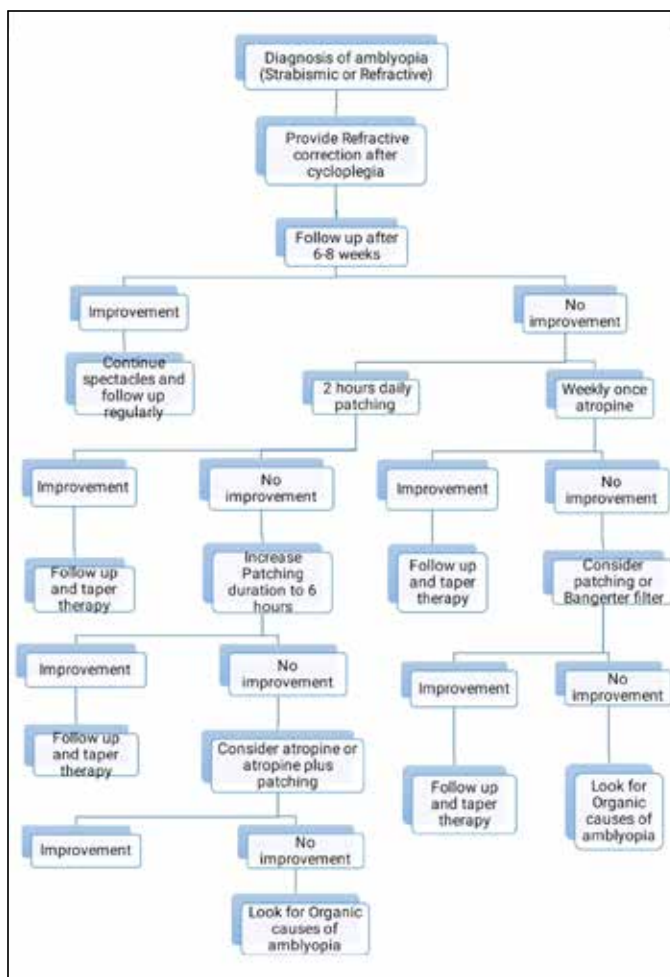 Diagnosis of amblyopia
(Strabismic or Refractive)
Provide Refractive
correction after
cycloplegia
Follow up after
6-8 weeks
Improvement
No
improvement
Continue
spectacles and
follow up
regularly
2 hours daily
patching
Weekly once
atropine
Improvement
No
improvement
Improvement
No
improvement
Follow up
and taper
therapy
Increase
Patching
duration to 6
hours
Follow up
and taper
therapy
Consider
patching or
Bangerter filter
Improvement
No
improvement
Improvement
No
improvement
Follow up
and taper
therapy
Consider atropine or
atropine plus
patching
Follow up
and taper
therapy
Look for
Organic
causes of
amblyopia
Improvement
No
improvement
Look for Organic
causes of
amblyopia